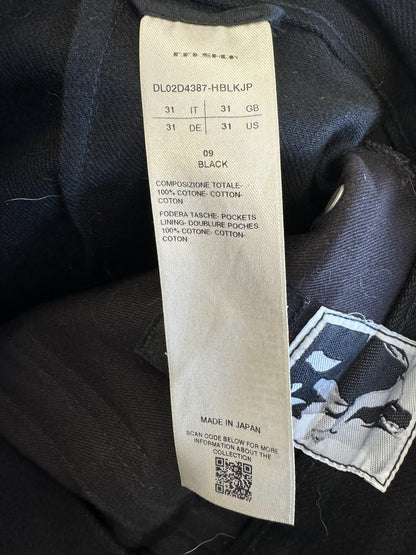 DL02D4387-HBLKJP
31 IT 31 GB
31 DE 31 US
09
BLACK
COMPOSIZIONE TOTALE- .-
100% COTONE- COTTON-
COTON
FODERA TASCHE- POCKETS
LINING- DOUBLURE POCHES
100% COTONE- COTTON-
COTON
MADE IN JAPAN
SCAN CODE BELOW FOR MORE
INFORMATION ABOUT THE
COLLECTION